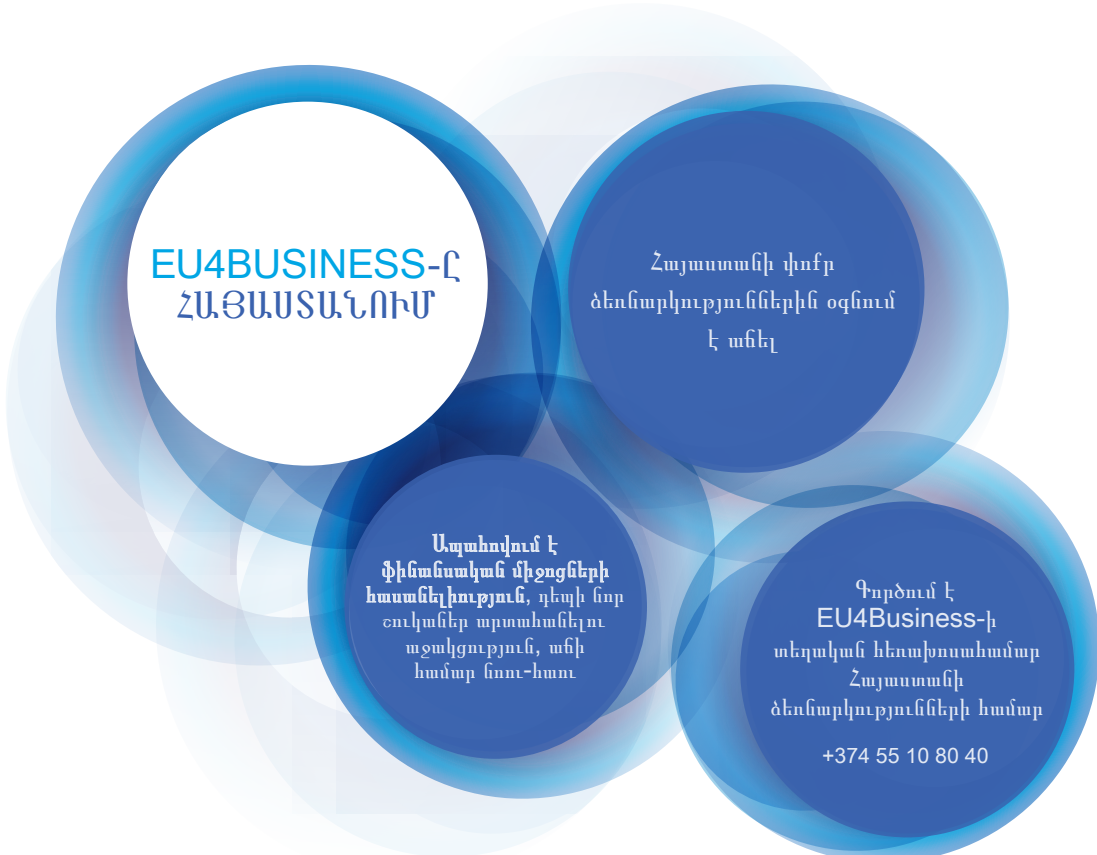 EU4BUSINESS-Ը
ՀԱՅԱՍՏԱՆՈՒՄ
Հայաստանի փոքր
ձեռնարկություններին օգնում
է աճել
Ապահովում է
ֆինանսական միջոցների
հասանելիություն, դեպի նոր
շուկաներ արտահանելու
աջակցություն, աճի
համար նոու-հաու
Գործում է
EU4Business-ի
տեղական հեռախոսահամար
Հայաստանի
ձեռնարկությունների համար
+374 55 10 80 40